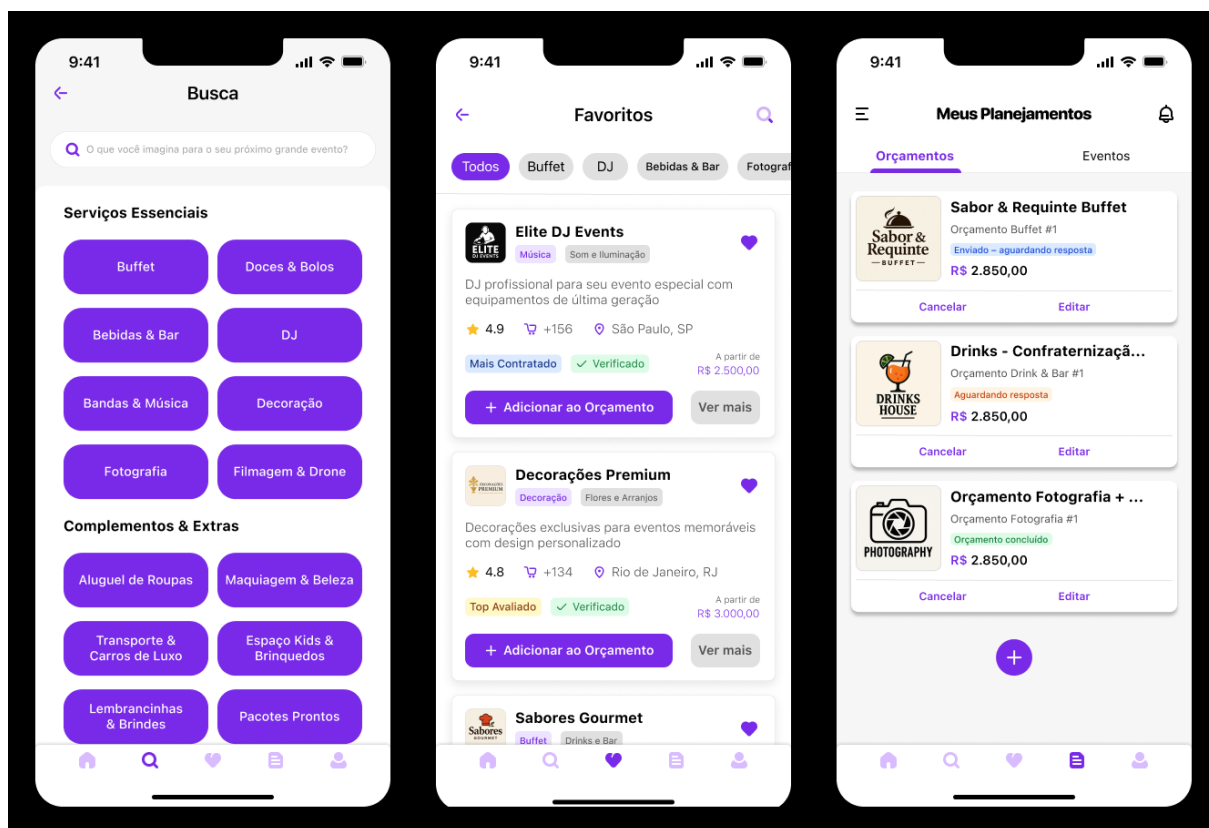 9:41
Busca
O que você imagina para o seu próximo grande evento?
Serviços Essenciais
Buffet
Doces & Bolos
Bebidas & Bar
DJ
Bandas & Música
Decoração
Fotografia
Filmagem & Drone
Complementos & Extras
Aluguel de Roupas
Maquiagem & Beleza
Transporte &
Carros de Luxo
Espaço Kids &
Brinquedos
Lembrancinhas
& Brindes
Pacotes Prontos
9:41
Favoritos
Todos
Buffet
DJ
Bebidas & Bar
Fotograf
ELITE
DJ EVENTS
Elite DJ Events
Música
Som e Iluminação
DJ profissional para seu evento especial com
equipamentos de última geração
4.9
+156
São Paulo, SP
Mais Contratado
Verificado
A partir de
R$ 2.500,00
+ Adicionar ao Orçamento
Ver mais
DECORAÇÕES
PREMIUM
Decorações Premium
Decoração
Flores e Arranjos
Decorações exclusivas para eventos memoráveis
com design personalizado
4.8
+134
Rio de Janeiro, RJ
Top Avaliado
Verificado
A partir de
R$ 3.000,00
+ Adicionar ao Orçamento
Ver mais
Sabores
GOURMET
Sabores Gourmet
Buffet
Drinks e Bar
9:41
Meus Planejamentos
Orçamentos
Eventos
Sabor &
Requinte
BUFFET
Sabor & Requinte Buffet
Orçamento Buffet #1
Enviado – aguardando resposta
R$ 2.850,00
Cancelar
Editar
DRINKS
HOUSE
Drinks - Confraternizaçã...
Orçamento Drink & Bar #1
Aguardando resposta
R$ 2.850,00
Cancelar
Editar
PHOTOGRAPHY
Orçamento Fotografia + ...
Orçamento Fotografia #1
Orçamento concluído
R$ 2.850,00
Cancelar
Editar
+